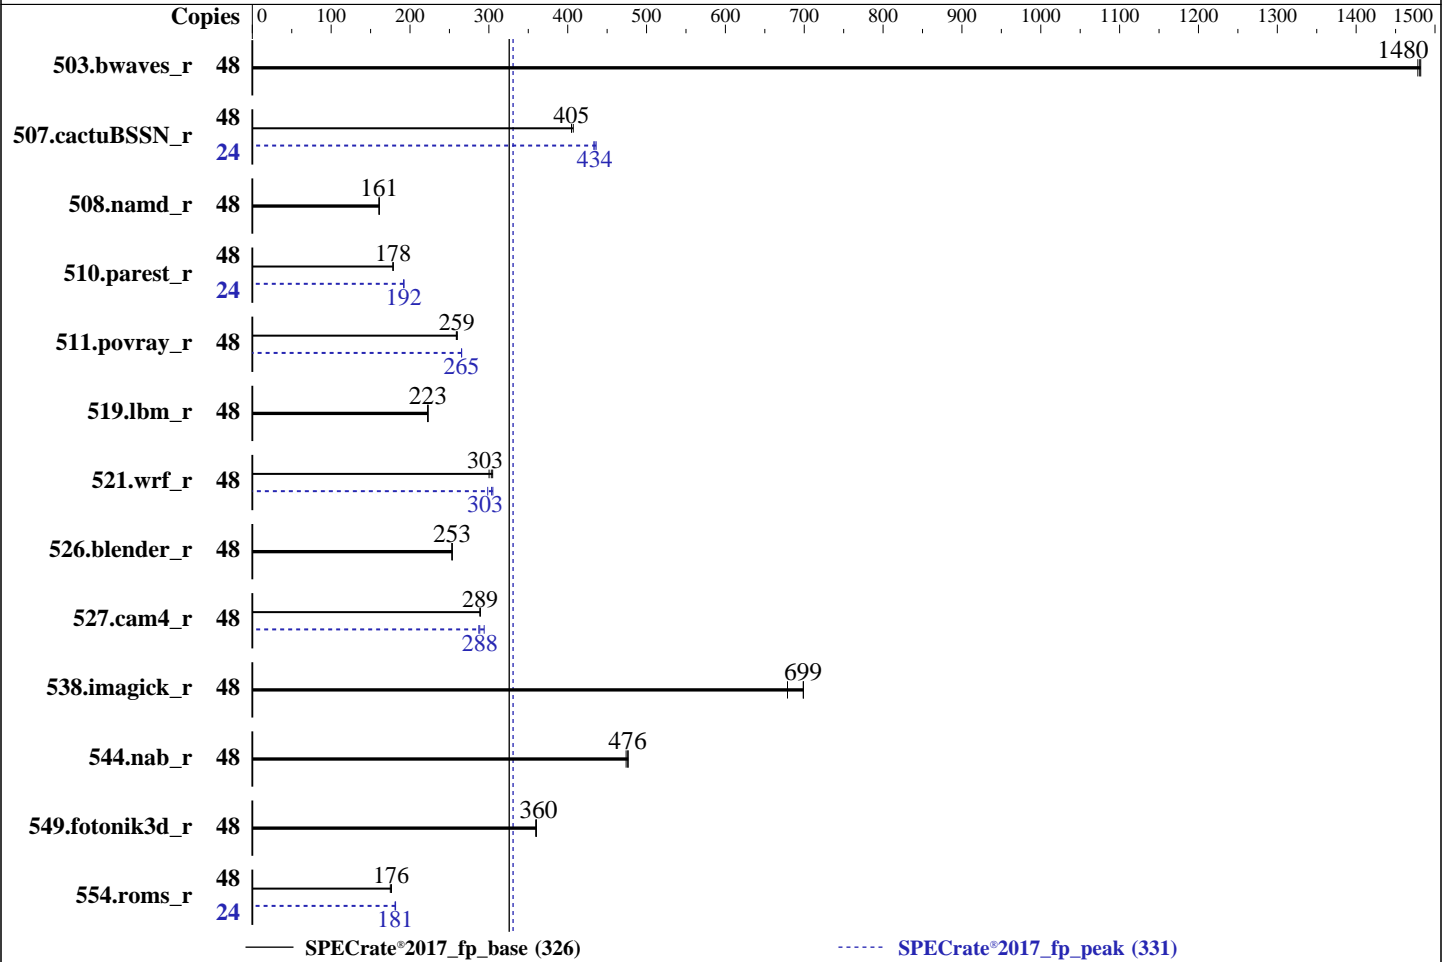 Copies 0 100 200 300 400 500 600 700 800 900 1000 1100 1200 1300 1400 1500
503.bwaves_r 48 1480
507.cactuBSSN_r 48 405
24 434
508.namd_r 48 161
510.parest_r 48 178
24 192
511.povray_r 48 259
265
519.lbm_r 48 223
521.wrf_r 48 303
303
526.blender_r 48 253
527.cam4_r 48 289
288
538.imagick_r 48 699
544.nab_r 48 476
549.fotonik3d_r 48 360
554.roms_r 48 176
24 181
SPECrate®2017_fp_base (326) SPECrate®2017_fp_peak (331)